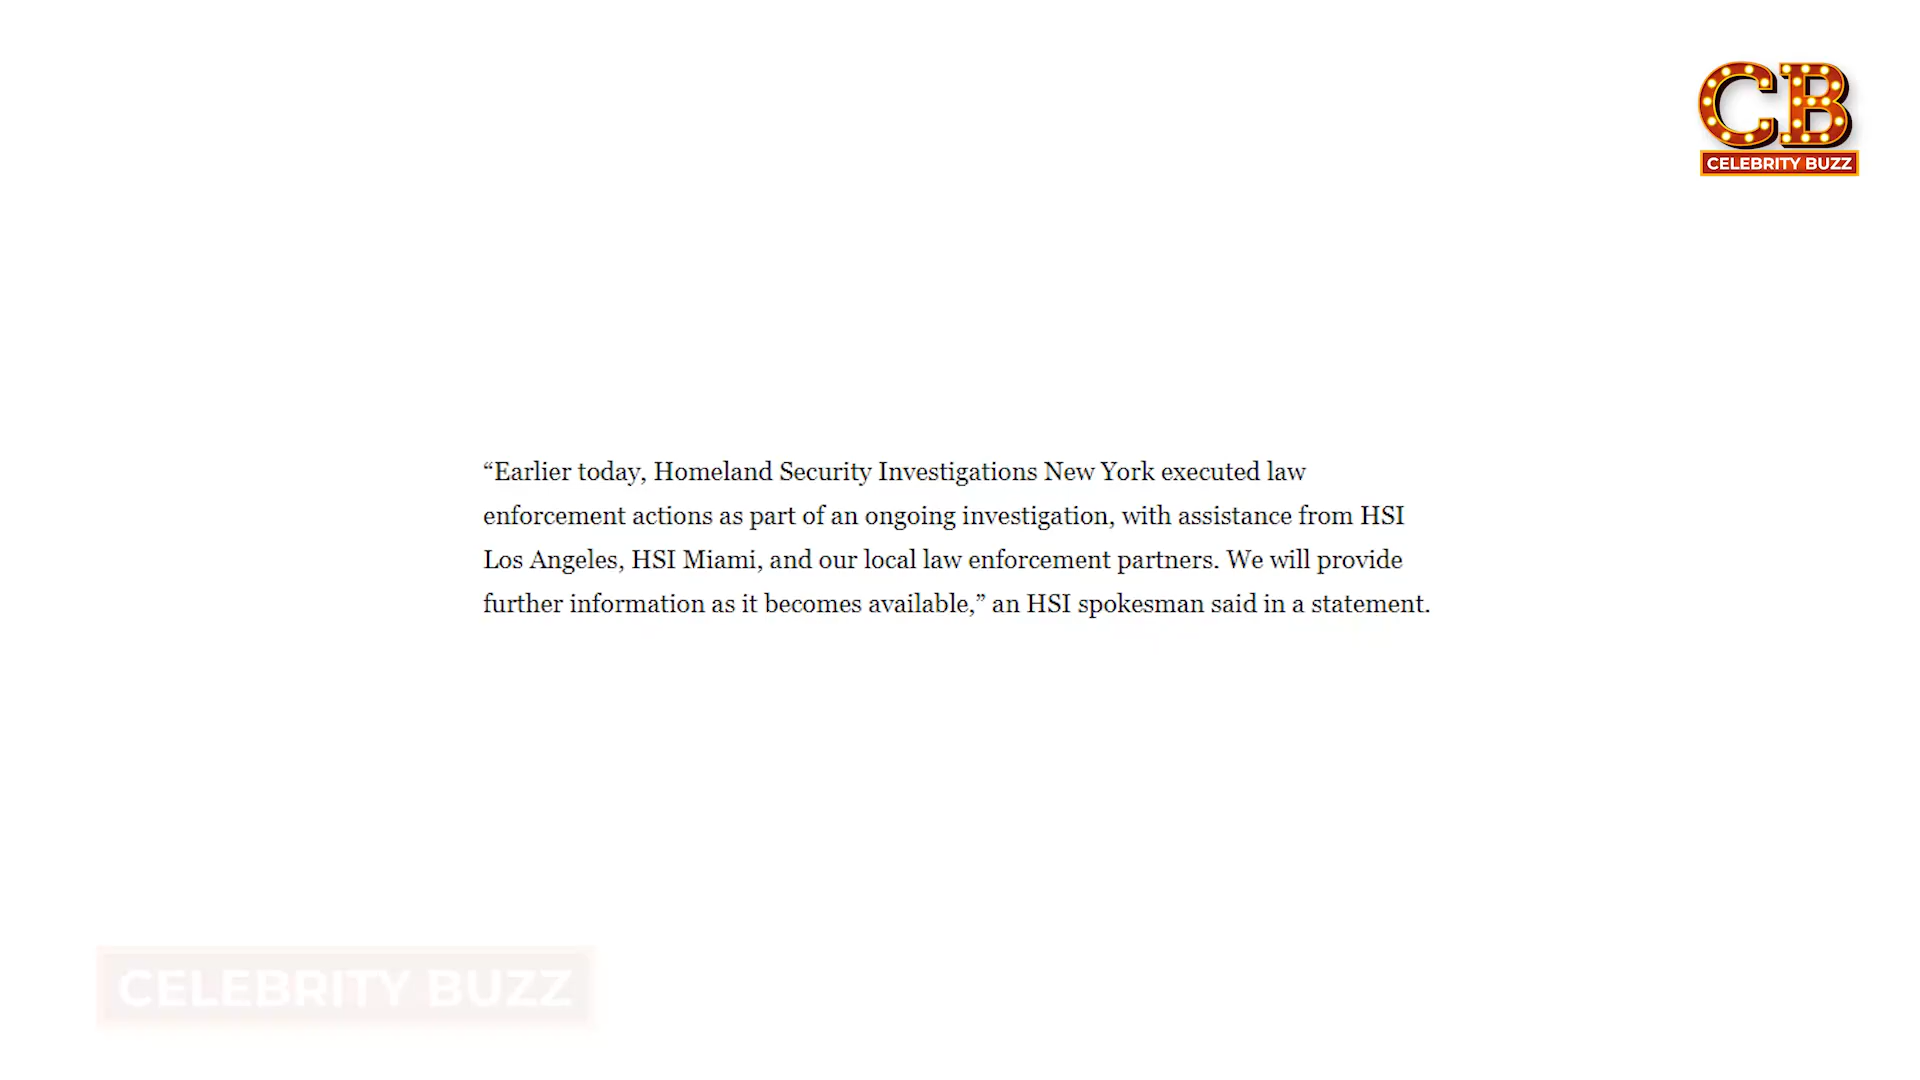 CB
CELEBRITY BUZZ
“Earlier today, Homeland Security Investigations New York executed law
enforcement actions as part of an ongoing investigation, with assistance from HSI
Los Angeles, HSI Miami, and our local law enforcement partners. We will provide
further information as it becomes available,” an HSI spokesman said in a statement.
CELEBRITY BUZZ